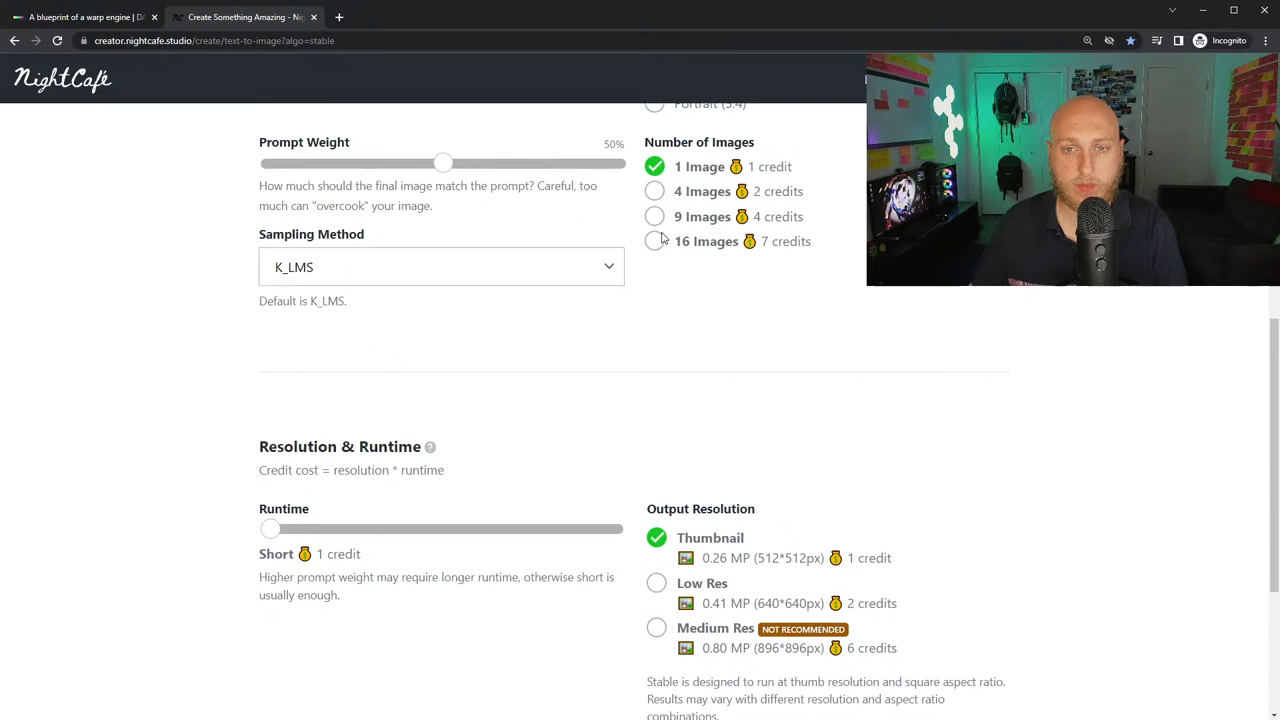 A blueprint of a warp engine | DA
Create Something Amazing - Nig
creator.nightcafe.studio/create/text-to-image?algo=stable
Incognito
NightCafé
Portrait (3:4)
Prompt Weight
50%
How much should the final image match the prompt? Careful, too
much can "overcook" your image.
Sampling Method
K_LMS
Default is K_LMS.
Number of Images
1 Image 1 credit
4 Images 2 credits
9 Images 4 credits
16 Images 7 credits
Resolution & Runtime
Credit cost = resolution * runtime
Runtime
Short 1 credit
Higher prompt weight may require longer runtime, otherwise short is
usually enough.
Output Resolution
Thumbnail
0.26 MP (512*512px) 1 credit
Low Res
0.41 MP (640*640px) 2 credits
Medium Res NOT RECOMMENDED
0.80 MP (896*896px) 6 credits
Stable is designed to run at thumb resolution and square aspect ratio.
Results may vary with different resolution and aspect ratio
combinations.